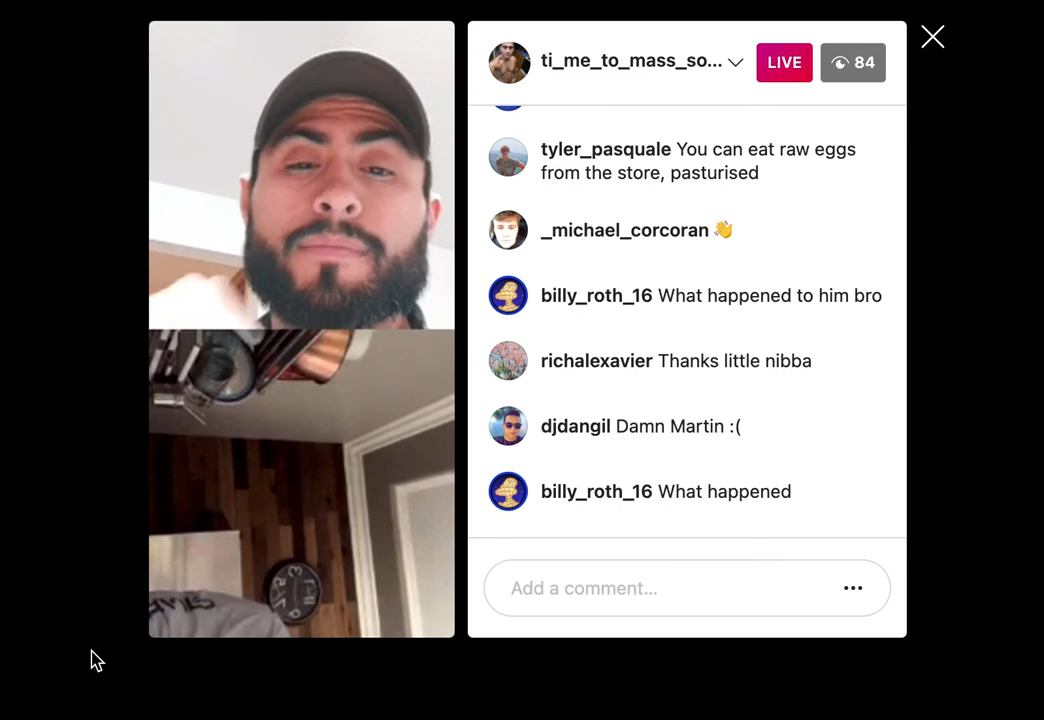 ti_me_to_mass_so...
LIVE
84
tyler_pasquale You can eat raw eggs
from the store, pasturised
_michael_corcoran 👋
billy_roth_16 What happened to him bro
richalexavier Thanks little nibba
djdangil Damn Martin :(
billy_roth_16 What happened
Add a comment...